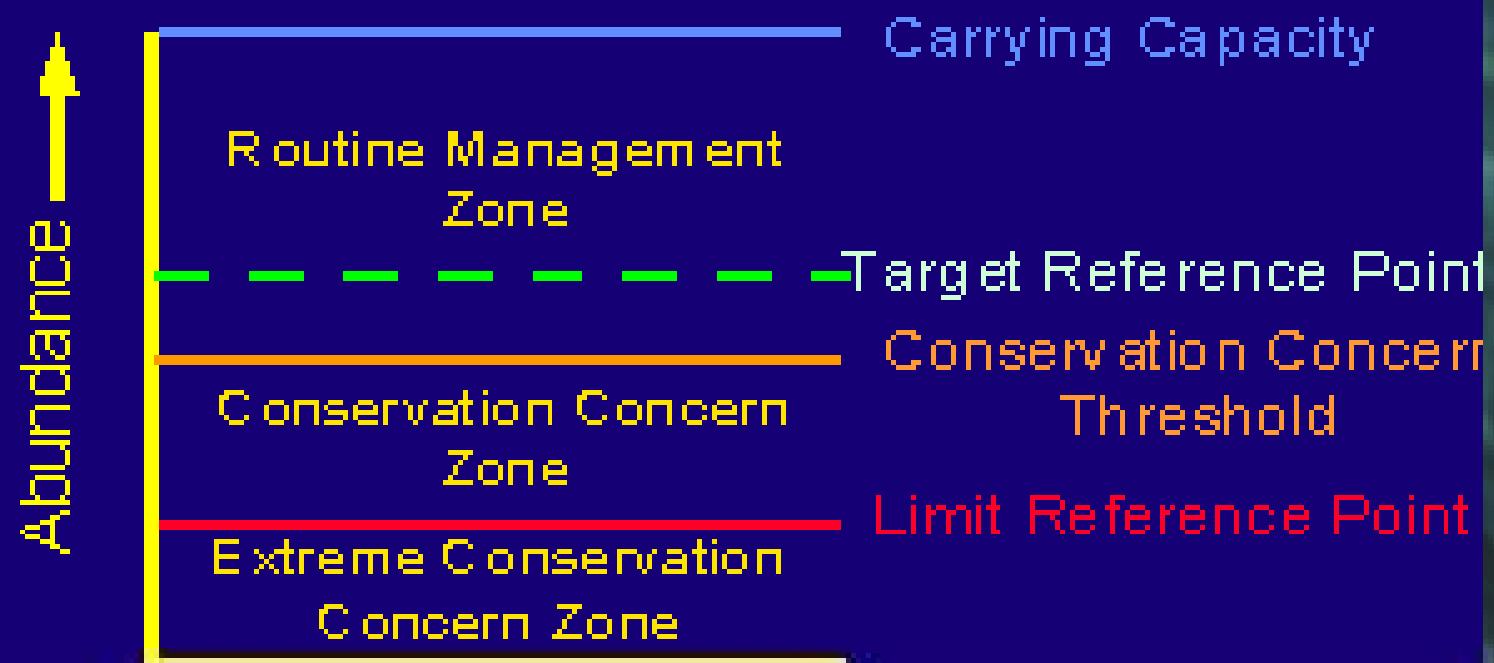 Carrying Capacity
Routine Management
Zone
Target Reference Point
Conservation Concern
Threshold
Conservation Concern
Zone
Limit Reference Point
Extreme Conservation
Concern Zone
Abundance